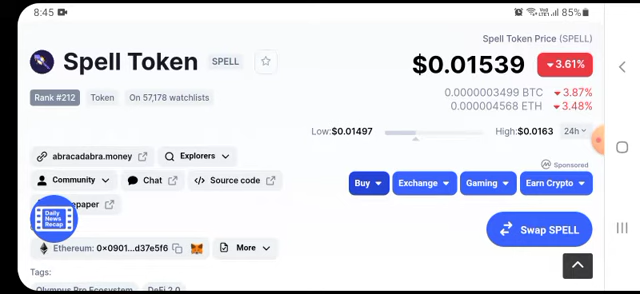 8:45 85%
Spell Token Price (SPELL)
Spell Token SPELL
$0.01539 3.61%
Rank #212 Token On 57,178 watchlists
0.0000003499 BTC 3.87%
0.000004568 ETH 3.48%
Low:$0.01497 High:$0.0163 24h
abracadabra.money Explorers
Sponsored
Community Chat Source code
Buy Exchange Gaming Earn Crypto
Daily
News
Recap
Swap SPELL
Ethereum: 0x0901...d37e5f6 More
Tags:
Olympus Pro Ecosystem DeFi 2.0